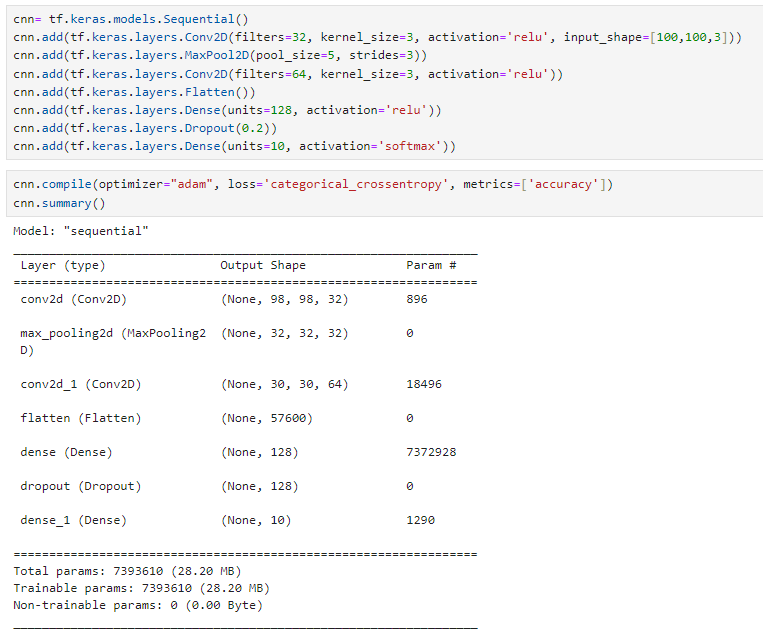 cnn= tf.keras.models.Sequential()
cnn.add(tf.keras.layers.Conv2D(filters=32, kernel_size=3, activation='relu', input_shape=[100,100,3]))
cnn.add(tf.keras.layers.MaxPool2D(pool_size=5, strides=3))
cnn.add(tf.keras.layers.Conv2D(filters=64, kernel_size=3, activation='relu'))
cnn.add(tf.keras.layers.Flatten())
cnn.add(tf.keras.layers.Dense(units=128, activation='relu'))
cnn.add(tf.keras.layers.Dropout(0.2))
cnn.add(tf.keras.layers.Dense(units=10, activation='softmax'))
cnn.compile(optimizer="adam", loss='categorical_crossentropy', metrics=['accuracy'])
cnn.summary()
Model: "sequential"
_________________________________________________________________
Layer (type) Output Shape Param #
=================================================================
conv2d (Conv2D) (None, 98, 98, 32) 896
max_pooling2d (MaxPooling2 (None, 32, 32, 32) 0
D)
conv2d_1 (Conv2D) (None, 30, 30, 64) 18496
flatten (Flatten) (None, 57600) 0
dense (Dense) (None, 128) 7372928
dropout (Dropout) (None, 128) 0
dense_1 (Dense) (None, 10) 1290
=================================================================
Total params: 7393610 (28.20 MB)
Trainable params: 7393610 (28.20 MB)
Non-trainable params: 0 (0.00 Byte)
_________________________________________________________________